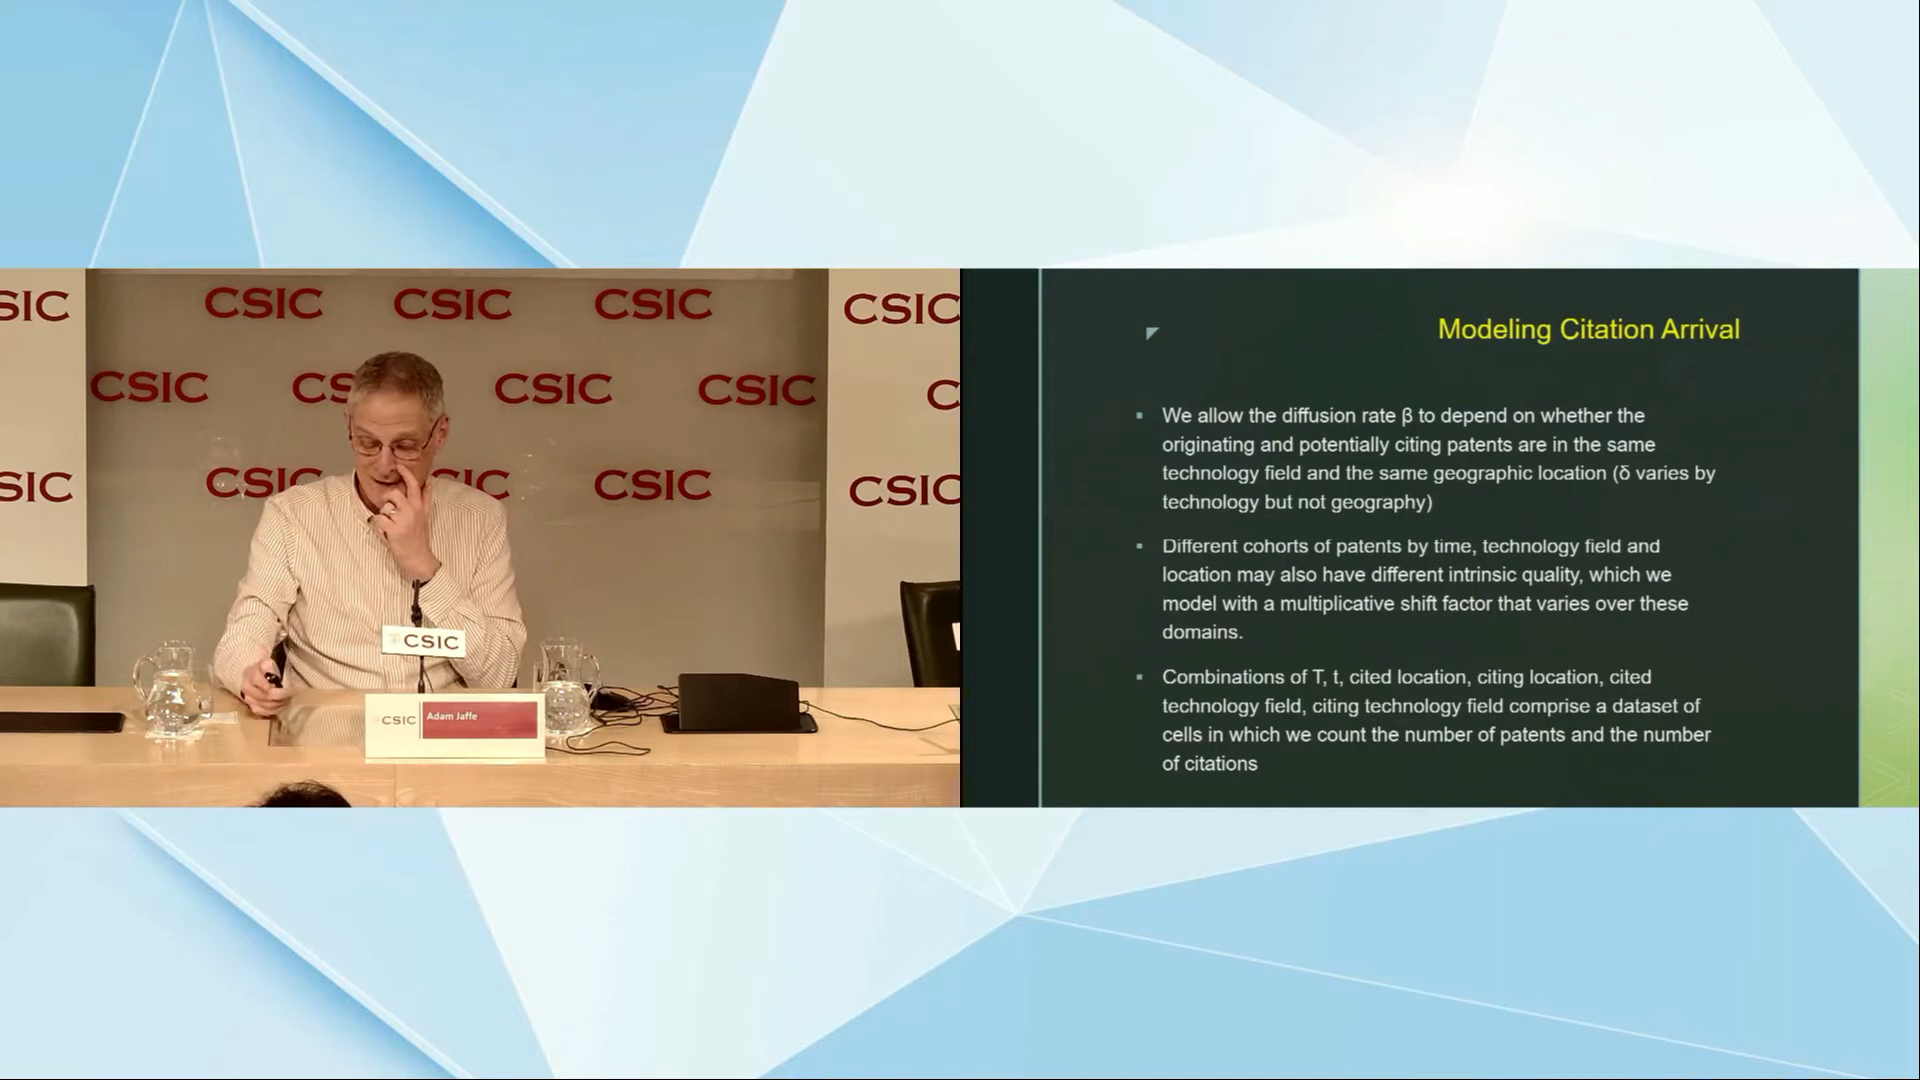 SIC
CSIC
CSIC
CSIC
CSIC
CSIC
CS
CSIC
CSIC
C
SIC
CSIC
SIC
CSIC
CSIC
CSIC
CSIC
Adam Jaffe
Modeling Citation Arrival
▪ We allow the diffusion rate β to depend on whether the
originating and potentially citing patents are in the same
technology field and the same geographic location (δ varies by
technology but not geography)
▪ Different cohorts of patents by time, technology field and
location may also have different intrinsic quality, which we
model with a multiplicative shift factor that varies over these
domains.
▪ Combinations of T, t, cited location, citing location, cited
technology field, citing technology field comprise a dataset of
cells in which we count the number of patents and the number
of citations